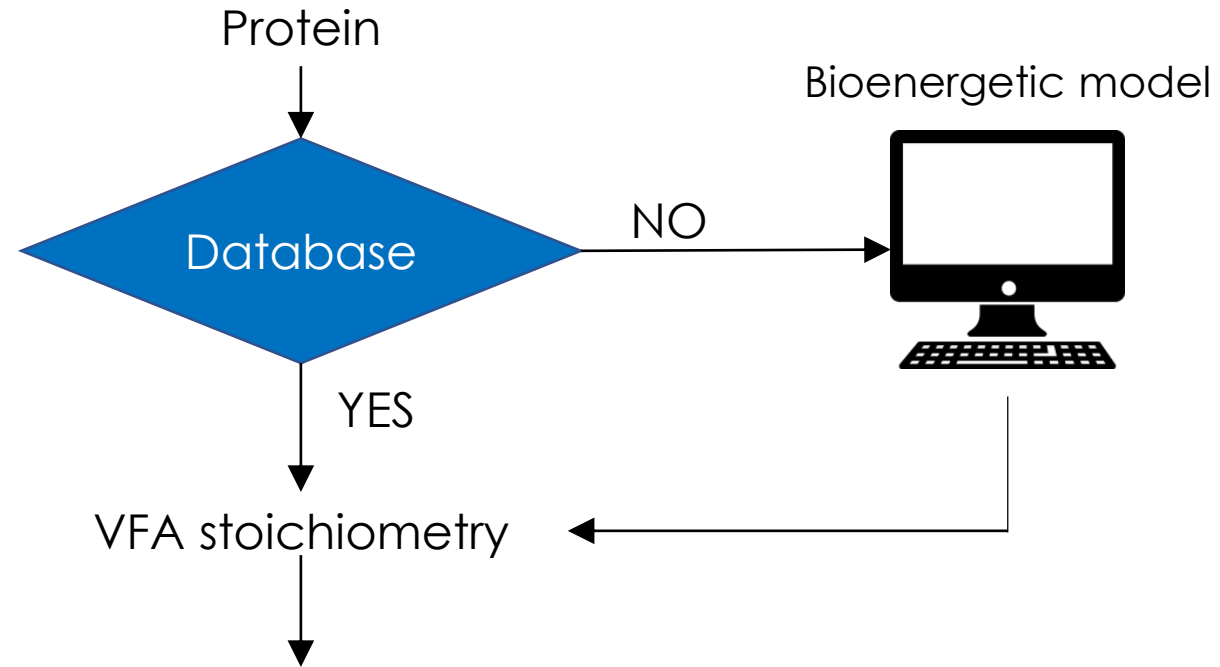 Protein
Bioenergetic model
Database
NO
YES
VFA stoichiometry